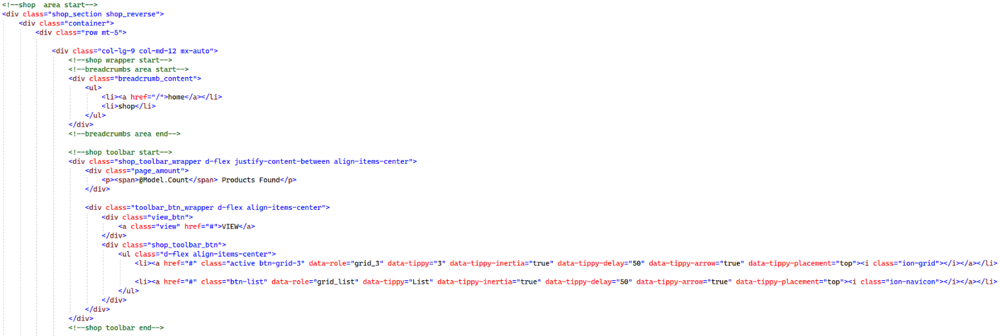 <!--shop  area start-->
<div class="shop_section shop_reverse">
<div class="container">
<div class="row mt-5">
<div class="col-lg-9 col-md-12 mx-auto">
<!--shop wrapper start-->
<!--breadcrumbs area start-->
<div class="breadcrumb_content">
<ul>
<li><a href="/">home</a></li>
<li>shop</li>
</ul>
</div>
<!--breadcrumbs area end-->
<!--shop toolbar start-->
<div class="shop_toolbar_wrapper d-flex justify-content-between align-items-center">
<div class="page_amount">
<p><span>@Model.Count</span> Products Found</p>
</div>
<div class="toolbar_btn_wrapper d-flex align-items-center">
<div class="view_btn">
<a class="view" href="#">VIEW</a>
</div>
<div class="shop_toolbar_btn">
<ul class="d-flex align-items-center">
<li><a href="#" class="active btn-grid-3" data-role="grid_3" data-tippy="3" data-tippy-inertia="true" data-tippy-delay="50" data-tippy-arrow="true" data-tippy-placement="top"><i class="ion-grid"></i></a></li>
<li><a href="#" class="btn-list" data-role="grid_list" data-tippy="List" data-tippy-inertia="true" data-tippy-delay="50" data-tippy-arrow="true" data-tippy-placement="top"><i class="ion-navicon"></i></a></li>
</ul>
</div>
</div>
</div>
<!--shop toolbar end-->